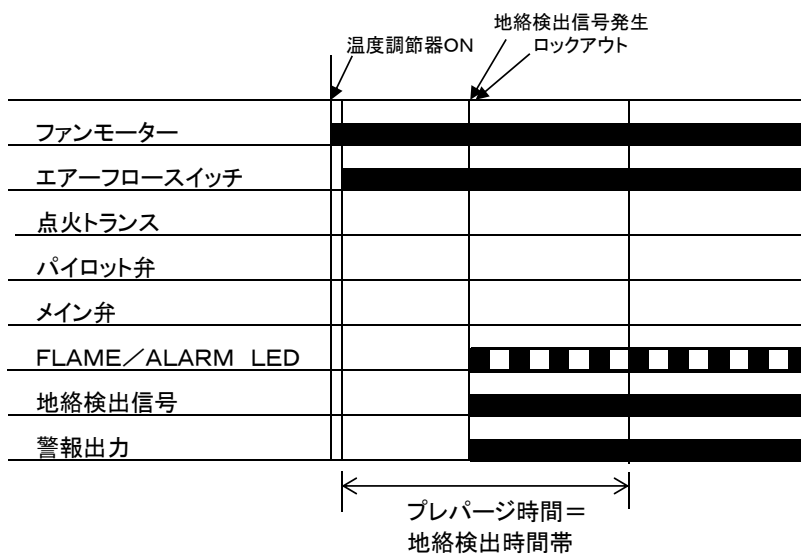 地絡検出信号発生
温度調節器ON
ロックアウト
ファンモーター
エアーフロースイッチ
点火トランス
パイロット弁
メイン弁
FLAME／ALARM LED
地絡検出信号
警報出力
プレパージ時間＝
地絡検出時間帯